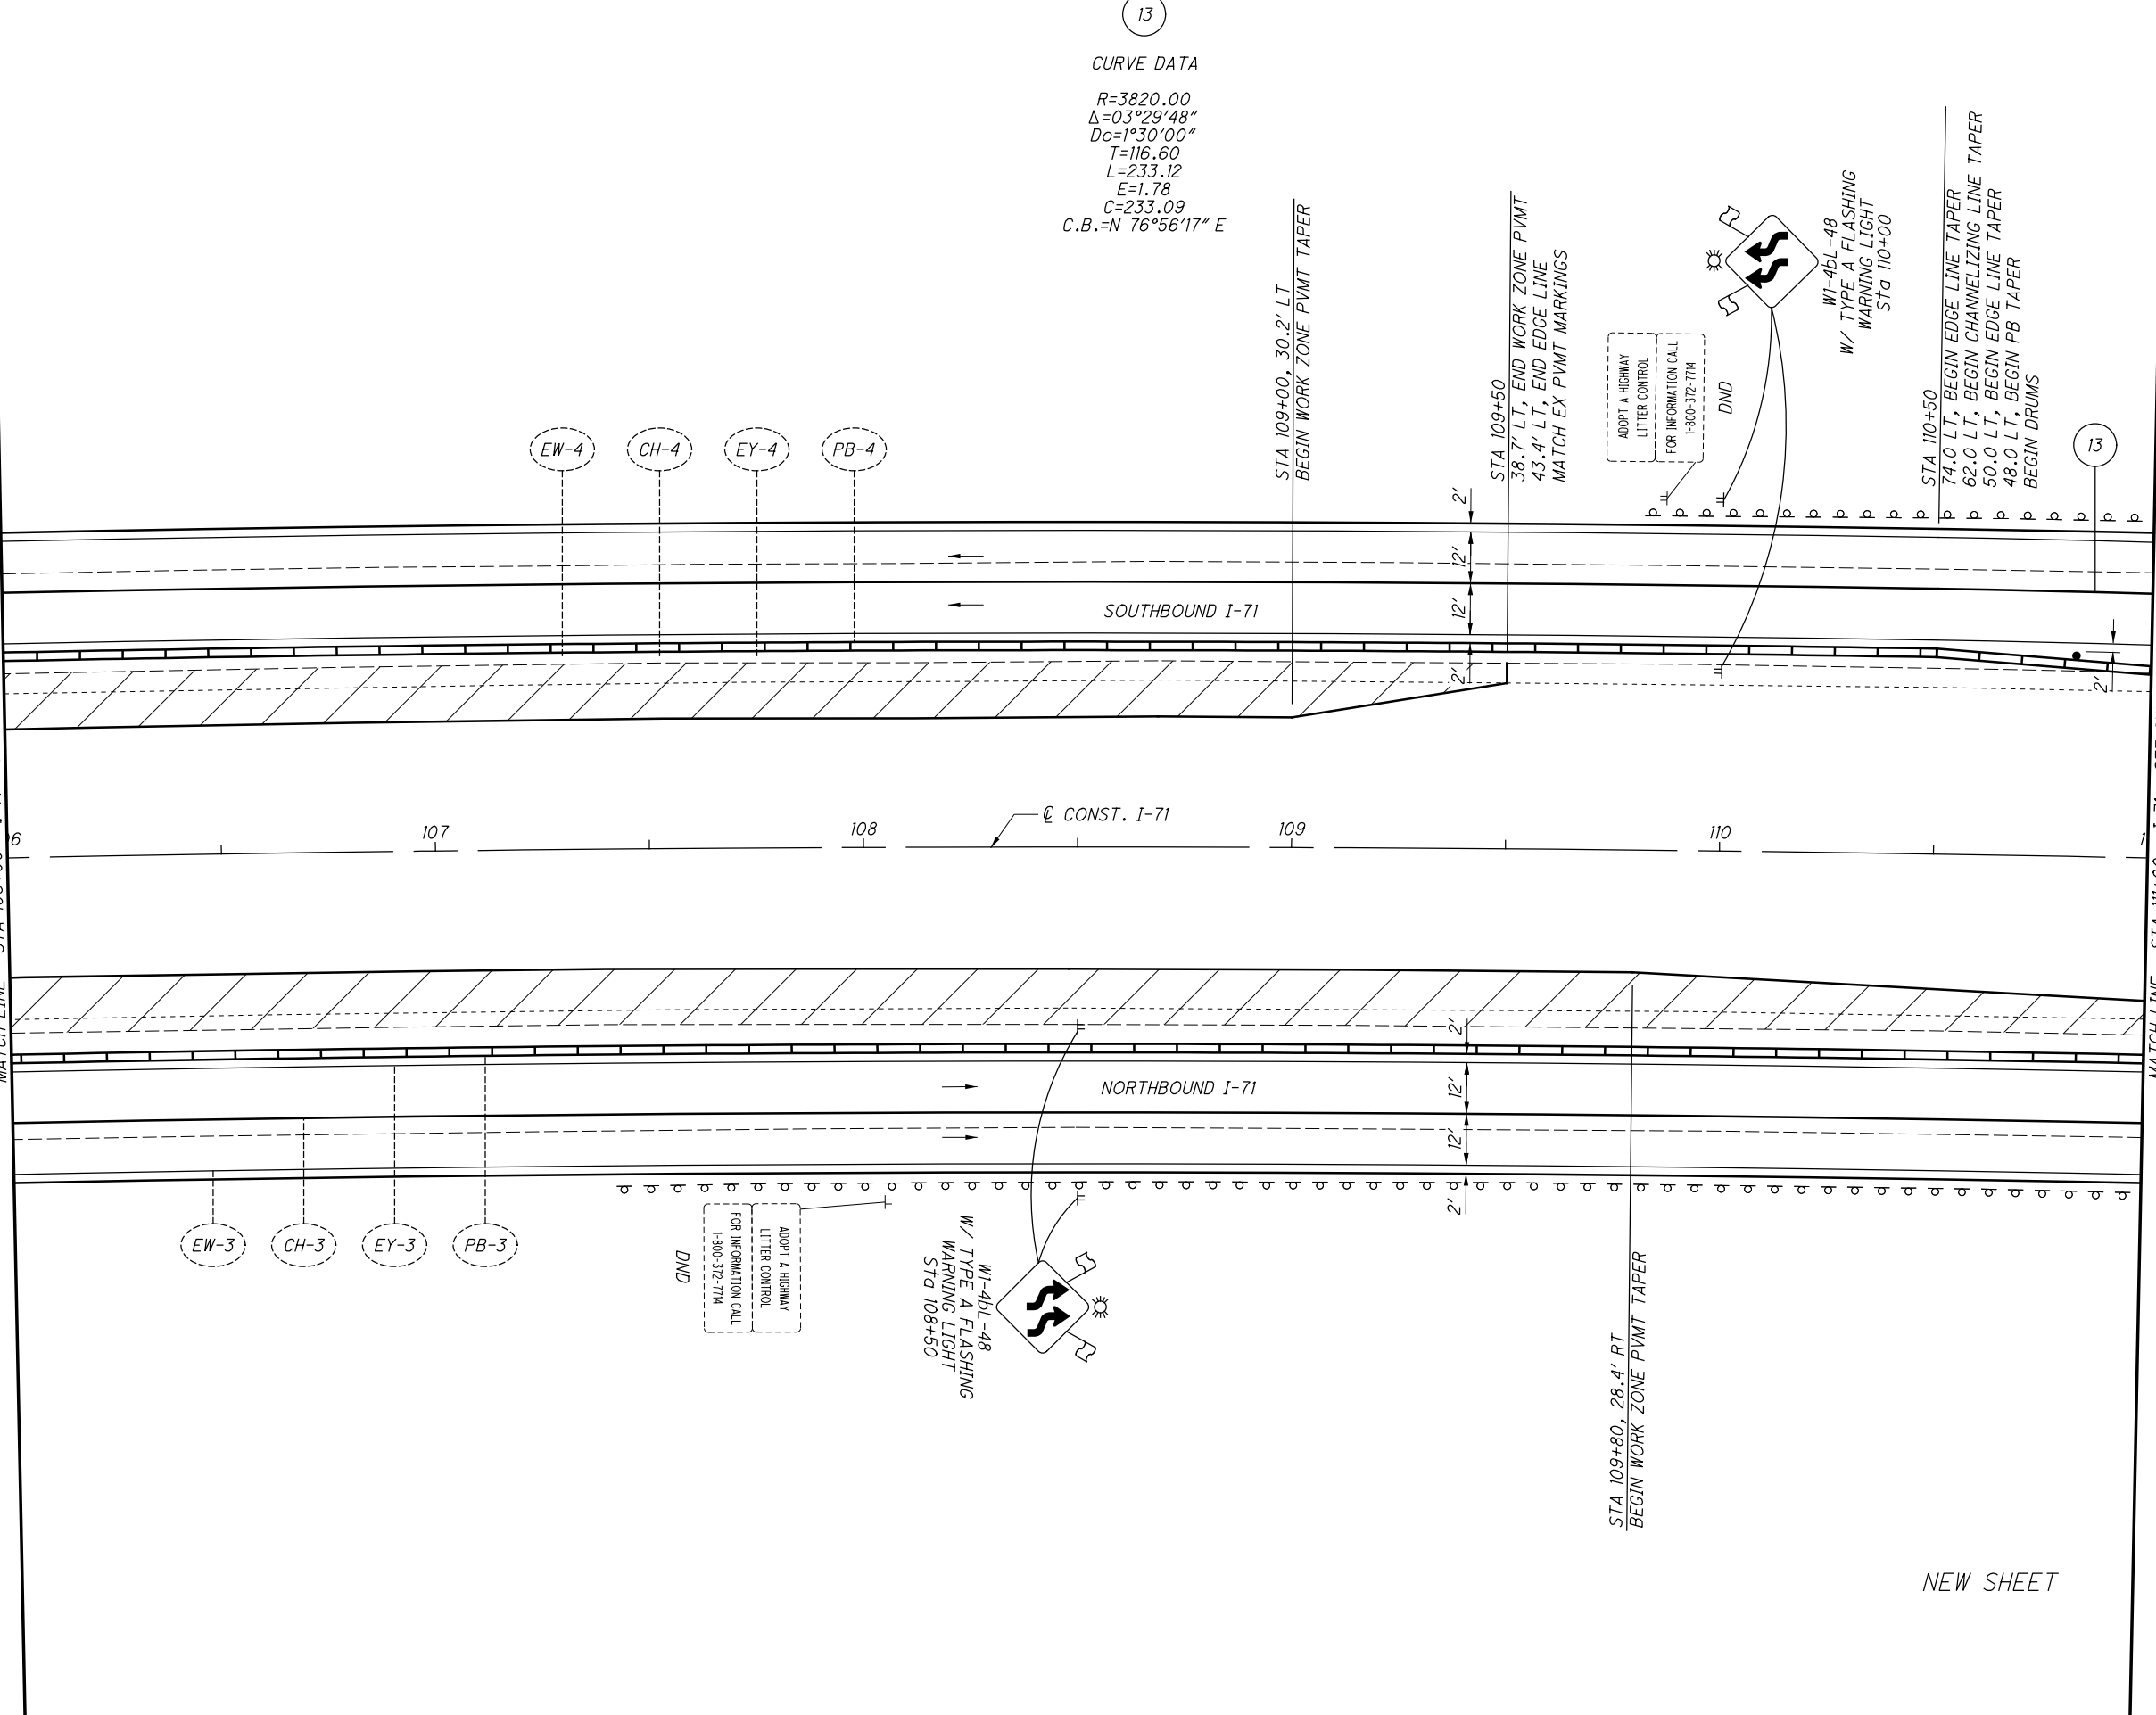 13
CURVE DATA
R=3820.00
Δ=03°29'48"
Dc=1°30'00"
T=116.60
L=233.12
E=1.78
C=233.09
C.B.=N 76°56'17" E
STA 109+00, 30.2' LT
BEGIN WORK ZONE PVMT TAPER
STA 109+50
38.7' LT, END WORK ZONE PVMT
43.4' LT, END EDGE LINE
MATCH EX PVMT MARKINGS
ADOPT A HIGHWAY
LITTER CONTROL
FOR INFORMATION CALL
1-800-372-7714
DND
W1-4bL-48
W/ TYPE A FLASHING
WARNING LIGHT
Sta 110+00
STA 110+50
74.0 LT, BEGIN EDGE LINE TAPER
62.0 LT, BEGIN CHANNELIZING LINE TAPER
50.0 LT, BEGIN EDGE LINE TAPER
48.0 LT, BEGIN PB TAPER
BEGIN DRUMS
13
EW-4
CH-4
EY-4
PB-4
2'
12'
12'
2'
2'
SOUTHBOUND I-71
℄ CONST. I-71
107
108
109
110
MATCH LINE
MATCH LINE
2'
12'
12'
2'
NORTHBOUND I-71
EW-3
CH-3
EY-3
PB-3
DND
ADOPT A HIGHWAY
LITTER CONTROL
FOR INFORMATION CALL
1-800-372-7714
W1-4bL-48
W/ TYPE A FLASHING
WARNING LIGHT
Sta 108+50
STA 109+80, 28.4' RT
BEGIN WORK ZONE PVMT TAPER
NEW SHEET